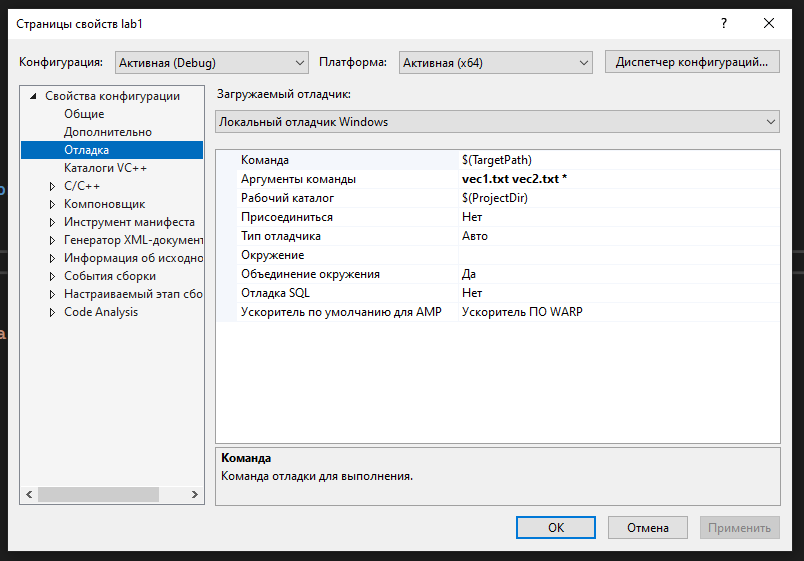 Страницы свойств lab1
?
Конфигурация: Активная (Debug) Платформа: Активная (x64) Диспетчер конфигураций...
Свойства конфигурации
Общие
Дополнительно
Отладка
Каталоги VC++
C/C++
Компоновщик
Инструмент манифеста
Генератор XML-документ
Информация об исходно
События сборки
Настраиваемый этап сбо
Code Analysis
Загружаемый отладчик:
Локальный отладчик Windows
Команда $(TargetPath)
Аргументы команды vec1.txt vec2.txt *
Рабочий каталог $(ProjectDir)
Присоединиться Нет
Тип отладчика Авто
Окружение
Объединение окружения Да
Отладка SQL Нет
Ускоритель по умолчанию для AMP Ускоритель ПО WARP
Команда
Команда отладки для выполнения.
ОК Отмена Применить